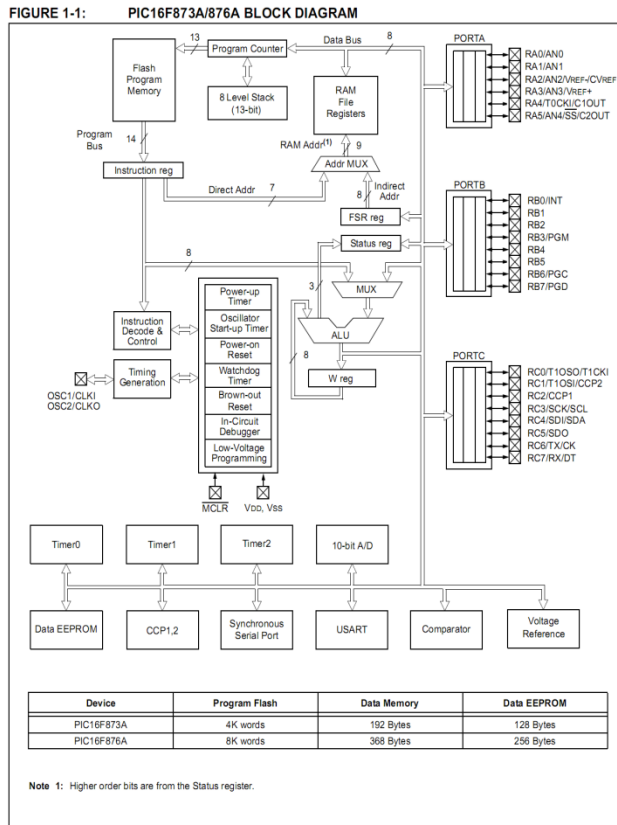 FIGURE 1-1: PIC16F873A/876A BLOCK DIAGRAM
13
Program Counter
Data Bus
8
Flash
Program
Memory
8 Level Stack
(13-bit)
RAM
File
Registers
Program
Bus
14
RAM Addr(1)
9
Addr MUX
Instruction reg
Direct Addr
7
8
Indirect
Addr
FSR reg
Status reg
8
3
MUX
Instruction
Decode &
Control
Power-up
Timer
Oscillator
Start-up Timer
Power-on
Reset
Watchdog
Timer
Brown-out
Reset
In-Circuit
Debugger
Low-Voltage
Programming
ALU
8
W reg
Timing
Generation
OSC1/CLKI
OSC2/CLKO
MCLR
VDD, VSS
PORTA
RA0/AN0
RA1/AN1
RA2/AN2/VREF-/CVREF
RA3/AN3/VREF+
RA4/T0CKI/C1OUT
RA5/AN4/SS/C2OUT
PORTB
RB0/INT
RB1
RB2
RB3/PGM
RB4
RB5
RB6/PGC
RB7/PGD
PORTC
RC0/T1OSO/T1CKI
RC1/T1OSI/CCP2
RC2/CCP1
RC3/SCK/SCL
RC4/SDI/SDA
RC5/SDO
RC6/TX/CK
RC7/RX/DT
Timer0
Timer1
Timer2
10-bit A/D
Data EEPROM
CCP1,2
Synchronous
Serial Port
USART
Comparator
Voltage
Reference
Device Program Flash Data Memory Data EEPROM
PIC16F873A 4K words 192 Bytes 128 Bytes
PIC16F876A 8K words 368 Bytes 256 Bytes
Note 1: Higher order bits are from the Status register.